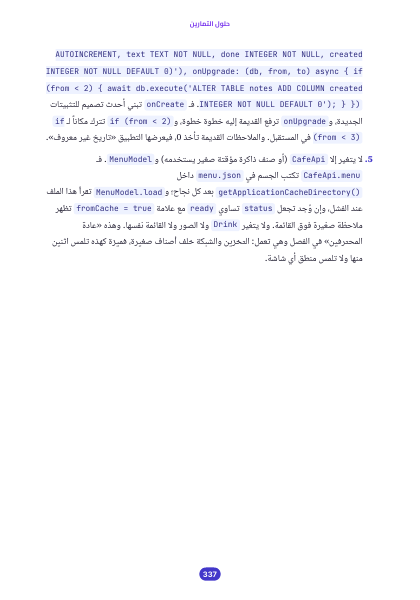 حلول التمارين
AUTOINCREMENT, text TEXT NOT NULL, done INTEGER NOT NULL, created
INTEGER NOT NULL DEFAULT 0)'), onUpgrade: (db, from, to) async { if
(from < 2) { await db.execute('ALTER TABLE notes ADD COLUMN created
INTEGER NOT NULL DEFAULT 0'); } }). فـ onCreate تبني أحدث تصميم للتثبيتات
الجديدة، و onUpgrade ترفع القديمة إليه خطوة خطوة، و if (from < 2) تترك مكاناً لـ if
(from < 3) في المستقبل. والملاحظات القديمة تأخذ 0، فيعرضها التطبيق «تاريخ غير معروف».
5. لا يتغير إلا CafeApi (أو صنف ذاكرة مؤقتة صغير يستخدمه) و MenuModel. فـ
CafeApi.menu تكتب الجسم في menu.json داخل
getApplicationCacheDirectory() بعد كل نجاح؛ و MenuModel.load تقرأ هذا الملف
عند الفشل، وإن وُجد تجعل status تساوي ready مع علامة fromCache = true تظهر
ملاحظة صغيرة فوق القائمة. ولا يتغير Drink ولا الصور ولا القائمة نفسها. وهذه «عادة
المحترفين» في الفصل وهي تعمل: التخزين والشبكة خلف أصناف صغيرة، فميزة كهذه تلمس اثنين
منها ولا تلمس منطق أي شاشة.
337